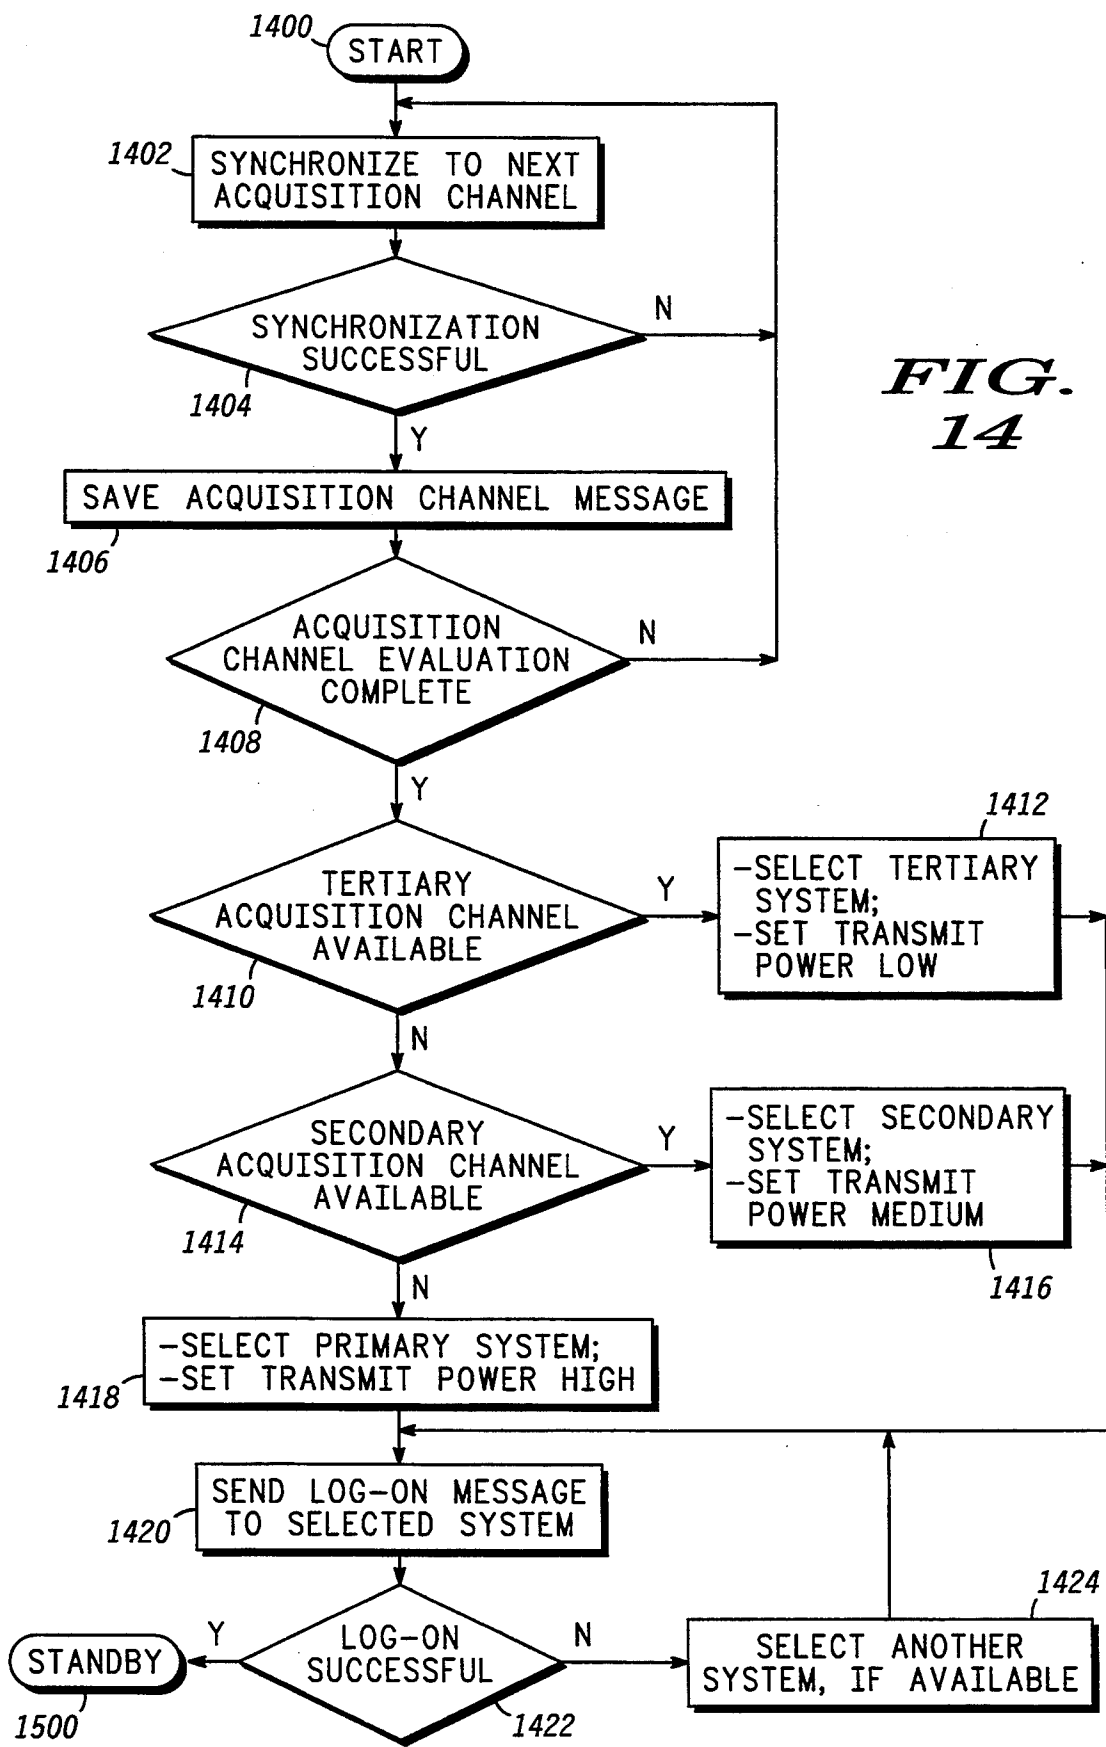 1400
START
1402
SYNCHRONIZE TO NEXT
ACQUISITION CHANNEL
N
SYNCHRONIZATION
SUCCESSFUL
1404
FIG.
14
Y
SAVE ACQUISITION CHANNEL MESSAGE
1406
ACQUISITION
CHANNEL EVALUATION
COMPLETE
N
1408
Y
1412
TERTIARY
ACQUISITION CHANNEL
AVAILABLE
Y
-SELECT TERTIARY
SYSTEM;
-SET TRANSMIT
POWER LOW
1410
N
SECONDARY
ACQUISITION CHANNEL
AVAILABLE
Y
-SELECT SECONDARY
SYSTEM;
-SET TRANSMIT
POWER MEDIUM
1414
1416
N
-SELECT PRIMARY SYSTEM;
-SET TRANSMIT POWER HIGH
1418
SEND LOG-ON MESSAGE
TO SELECTED SYSTEM
1420
1424
Y
LOG-ON
SUCCESSFUL
N
STANDBY
SELECT ANOTHER
SYSTEM, IF AVAILABLE
1500
1422